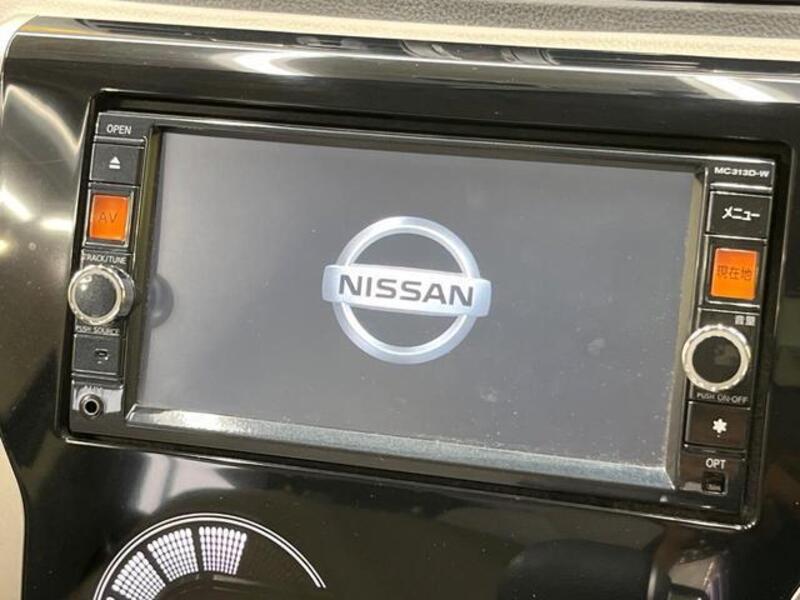 OPEN
AV
TRACK/TUNE
PUSH SOURCE
AUX
NISSAN
MC313D-W
メニュー
現在地
音量
PUSH ON-OFF
OPT